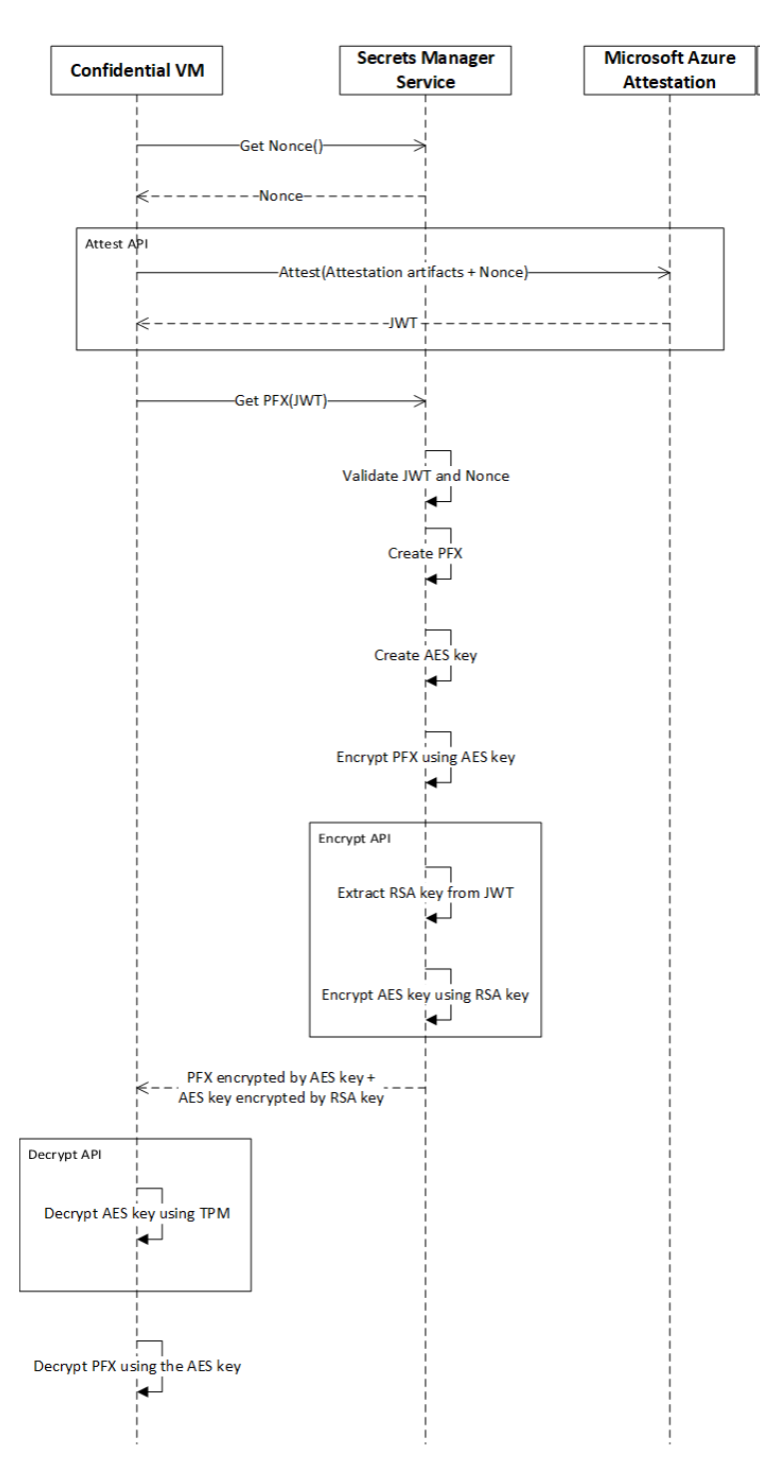 Confidential VM
Secrets Manager
Service
Microsoft Azure
Attestation
Get Nonce()
Nonce
Attest API
Attest(Attestation artifacts + Nonce)
JWT
Get PFX(JWT)
Validate JWT and Nonce
Create PFX
Create AES key
Encrypt PFX using AES key
Encrypt API
Extract RSA key from JWT
Encrypt AES key using RSA key
PFX encrypted by AES key +
AES key encrypted by RSA key
Decrypt API
Decrypt AES key using TPM
Decrypt PFX using the AES key